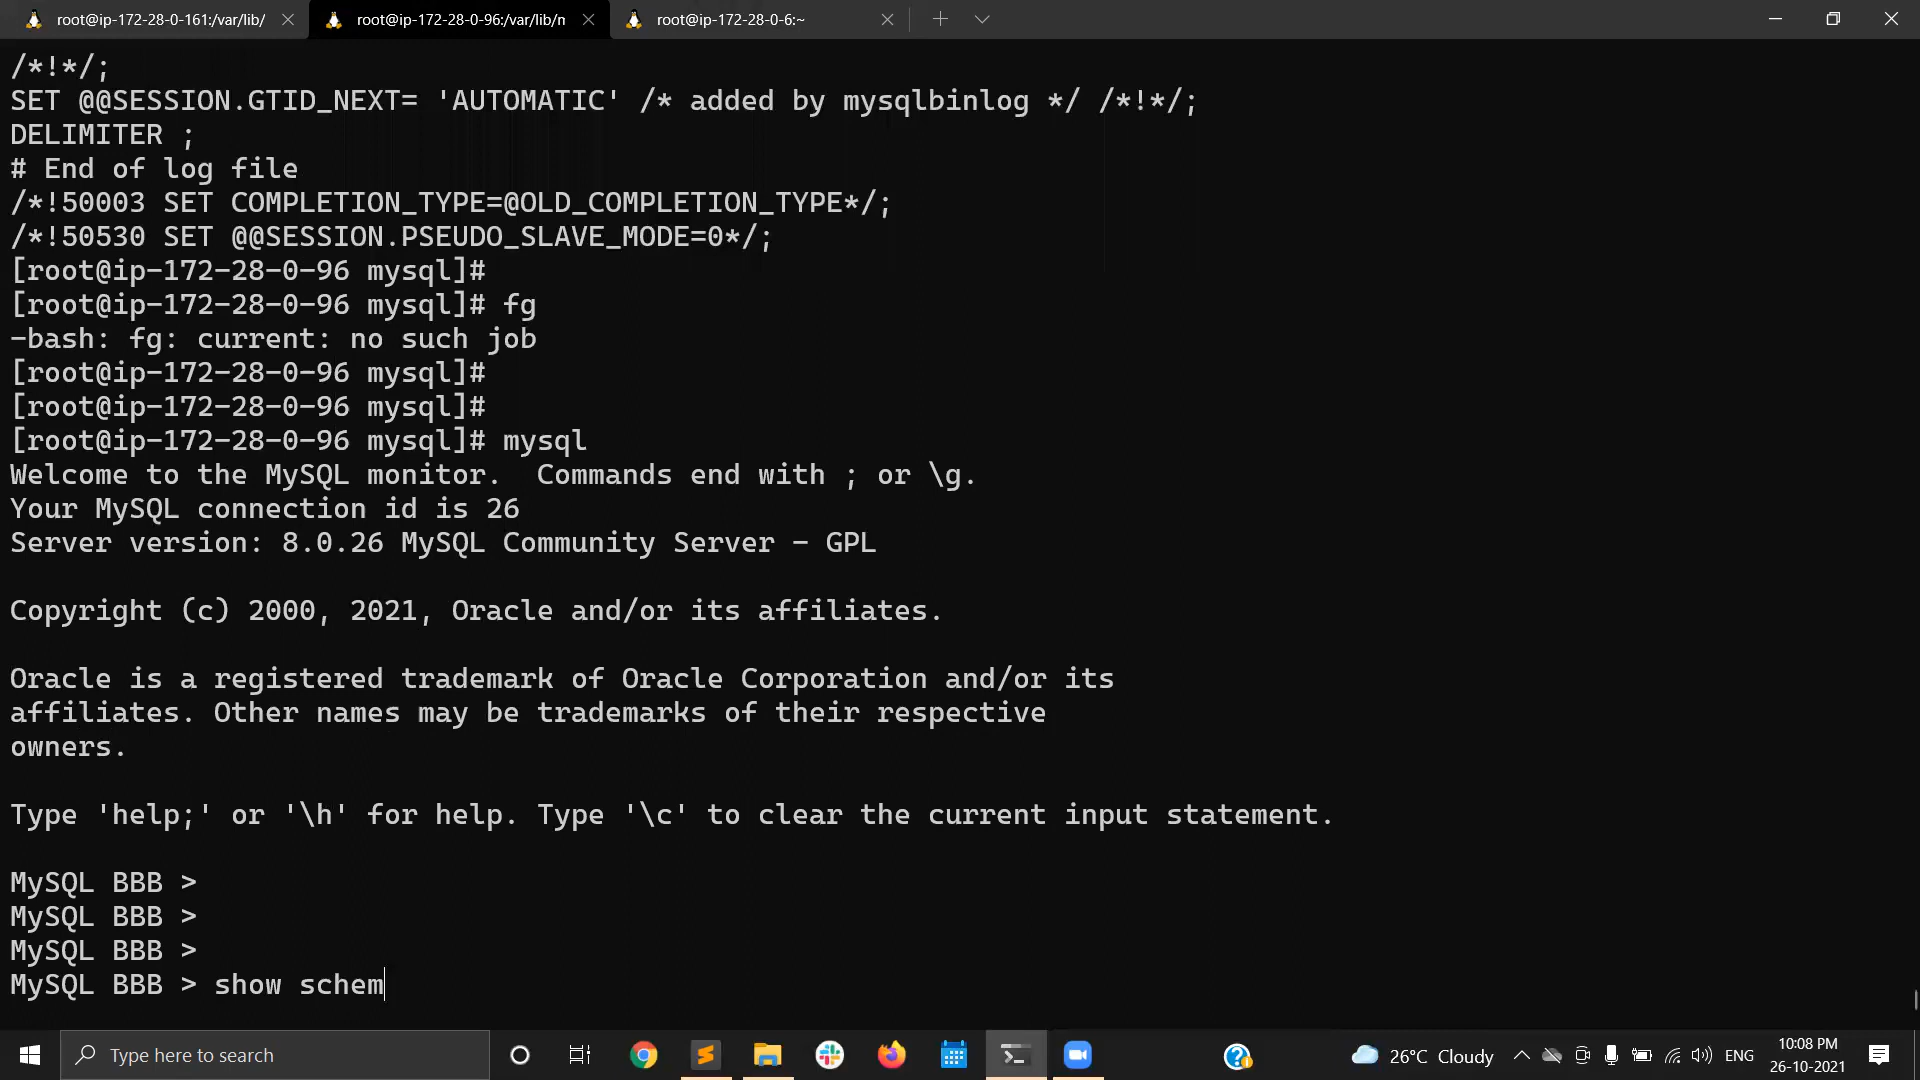 root@ip-172-28-0-161:/var/lib/
root@ip-172-28-0-96:/var/lib/n
root@ip-172-28-0-6:~
/*!*/;
SET @@SESSION.GTID_NEXT= 'AUTOMATIC' /* added by mysqlbinlog */ /*!*/;
DELIMITER ;
# End of log file
/*!50003 SET COMPLETION_TYPE=@OLD_COMPLETION_TYPE*/;
/*!50530 SET @@SESSION.PSEUDO_SLAVE_MODE=0*/;
[root@ip-172-28-0-96 mysql]#
[root@ip-172-28-0-96 mysql]# fg
-bash: fg: current: no such job
[root@ip-172-28-0-96 mysql]#
[root@ip-172-28-0-96 mysql]#
[root@ip-172-28-0-96 mysql]# mysql
Welcome to the MySQL monitor.  Commands end with ; or \g.
Your MySQL connection id is 26
Server version: 8.0.26 MySQL Community Server - GPL
Copyright (c) 2000, 2021, Oracle and/or its affiliates.
Oracle is a registered trademark of Oracle Corporation and/or its
affiliates. Other names may be trademarks of their respective
owners.
Type 'help;' or '\h' for help. Type '\c' to clear the current input statement.
MySQL BBB >
MySQL BBB >
MySQL BBB >
MySQL BBB > show schem
Type here to search
26°C Cloudy
ENG
10:08 PM
26-10-2021